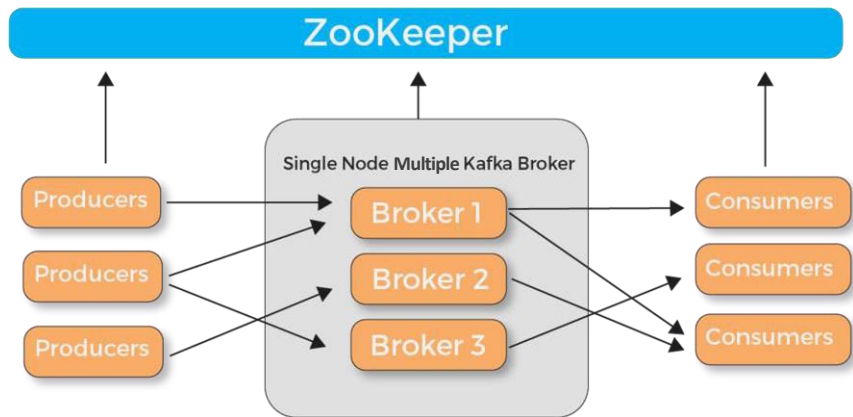 ZooKeeper
Single Node Multiple Kafka Broker
Producers
Broker 1
Consumers
Producers
Broker 2
Consumers
Producers
Broker 3
Consumers